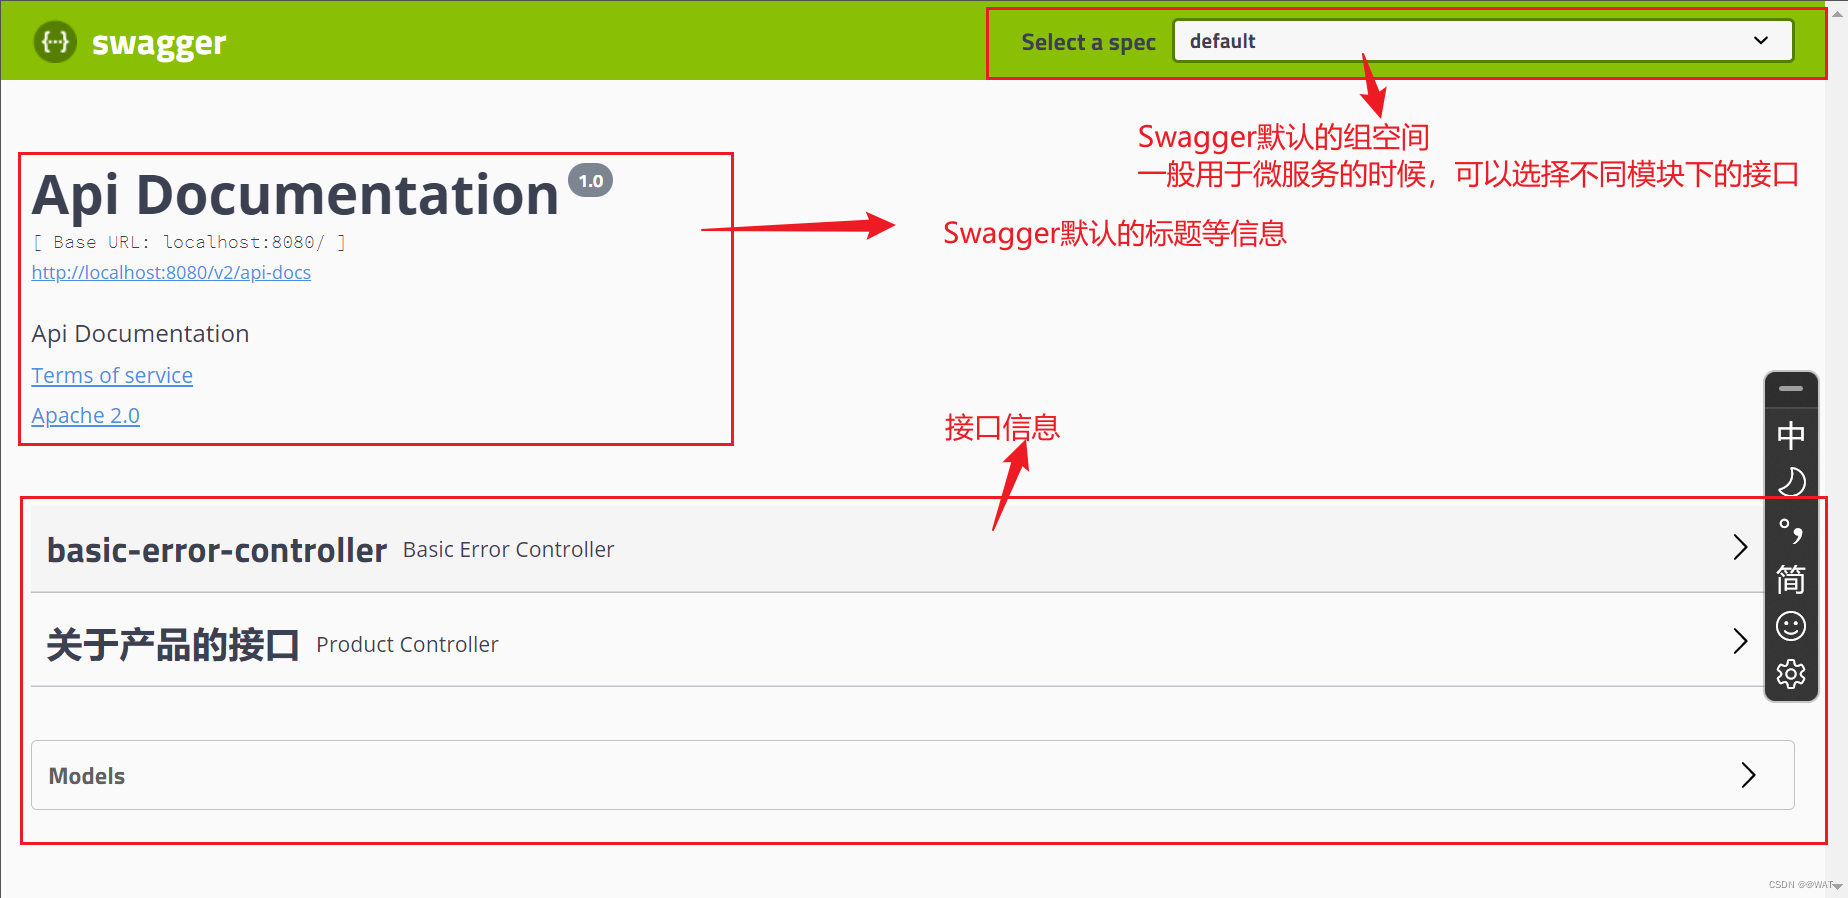 swagger
Select a spec
default
Swagger默认的组空间
一般用于微服务的时候，可以选择不同模块下的接口
Api Documentation 1.0
[ Base URL: localhost:8080/ ]
http://localhost:8080/v2/api-docs
Swagger默认的标题等信息
Api Documentation
Terms of service
Apache 2.0
接口信息
basic-error-controller Basic Error Controller
关于产品的接口 Product Controller
Models
中
简
CSDN @@WAT